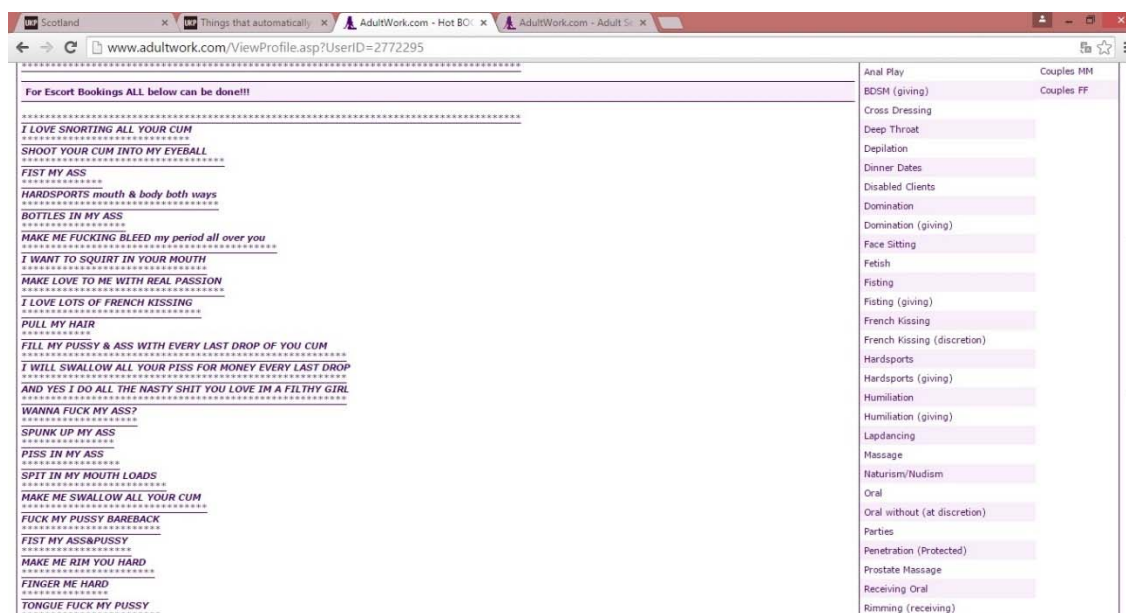 Scotland
Things that automatically
AdultWork.com - Hot BO
AdultWork.com - Adult Se
www.adultwork.com/ViewProfile.asp?UserID=2772295
For Escort Bookings ALL below can be done!!!
I LOVE SNORTING ALL YOUR CUM
SHOOT YOUR CUM INTO MY EYEBALL
FIST MY ASS
HARDSPORTS mouth & body both ways
BOTTLES IN MY ASS
MAKE ME FUCKING BLEED my period all over you
I WANT TO SQUIRT IN YOUR MOUTH
MAKE LOVE TO ME WITH REAL PASSION
I LOVE LOTS OF FRENCH KISSING
PULL MY HAIR
FILL MY PUSSY & ASS WITH EVERY LAST DROP OF YOU CUM
I WILL SWALLOW ALL YOUR PISS FOR MONEY EVERY LAST DROP
AND YES I DO ALL THE NASTY SHIT YOU LOVE IM A FILTHY GIRL
WANNA FUCK MY ASS?
SPUNK UP MY ASS
PISS IN MY ASS
SPIT IN MY MOUTH LOADS
MAKE ME SWALLOW ALL YOUR CUM
FUCK MY PUSSY BAREBACK
FIST MY ASS&PUSSY
MAKE ME RIM YOU HARD
FINGER ME HARD
TONGUE FUCK MY PUSSY
Anal Play
BDSM (giving)
Cross Dressing
Deep Throat
Depilation
Dinner Dates
Disabled Clients
Domination
Domination (giving)
Face Sitting
Fetish
Fisting
Fisting (giving)
French Kissing
French Kissing (discretion)
Hardsports
Hardsports (giving)
Humiliation
Humiliation (giving)
Lapdancing
Massage
Naturism/Nudism
Oral
Oral without (at discretion)
Parties
Penetration (Protected)
Prostate Massage
Receiving Oral
Rimming (receiving)
Couples MM
Couples FF